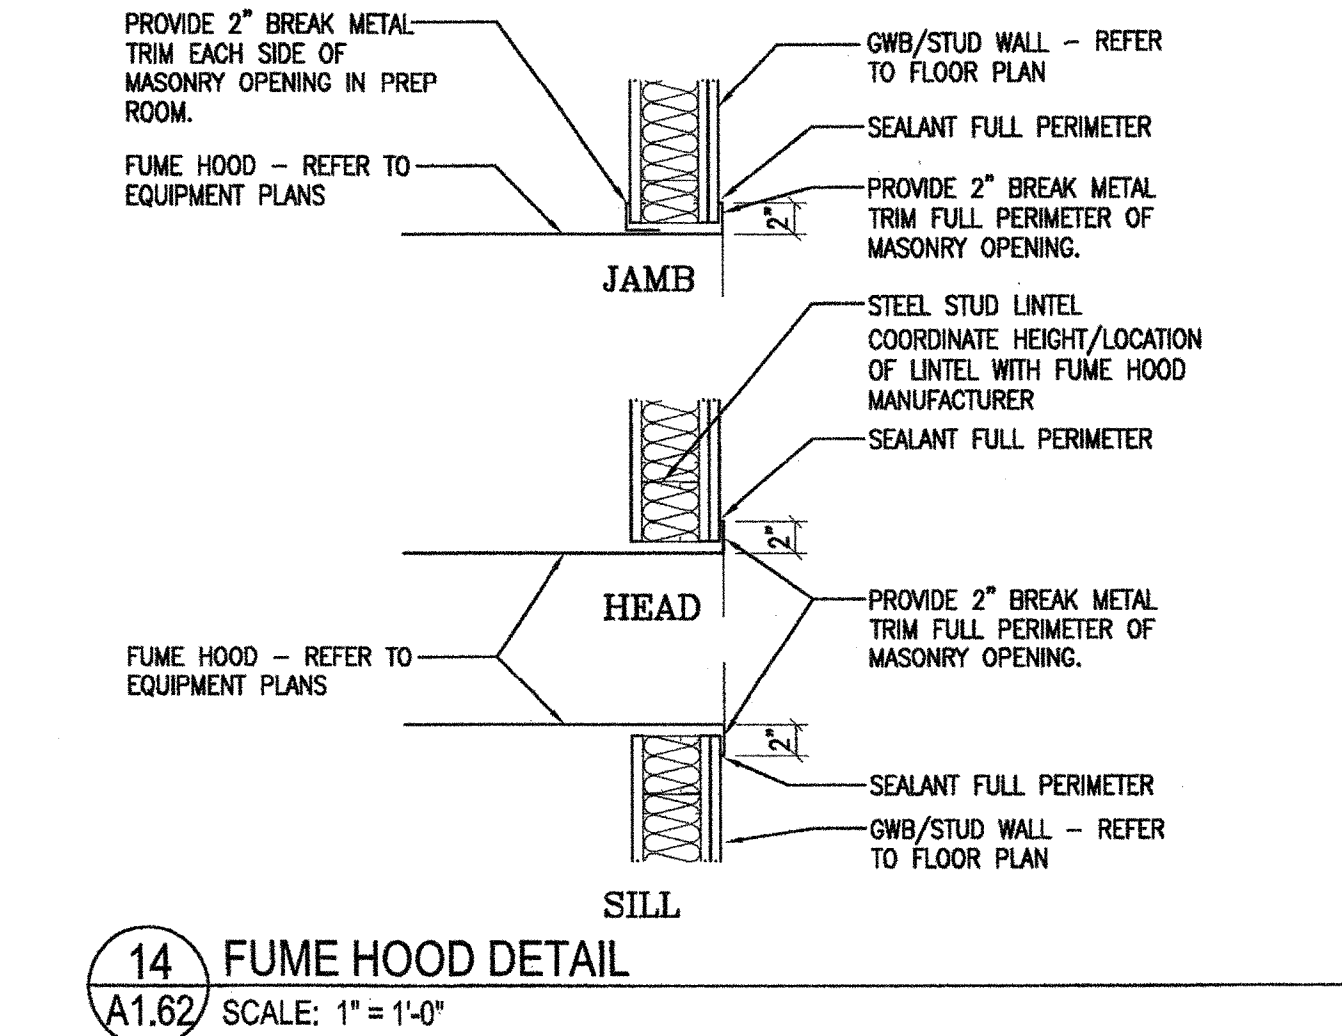 PROVIDE 2" BREAK METAL
TRIM EACH SIDE OF
MASONRY OPENING IN PREP
ROOM.
FUME HOOD – REFER TO
EQUIPMENT PLANS
GWB/STUD WALL – REFER
TO FLOOR PLAN
SEALANT FULL PERIMETER
PROVIDE 2" BREAK METAL
TRIM FULL PERIMETER OF
MASONRY OPENING.
2"
JAMB
STEEL STUD LINTEL
COORDINATE HEIGHT/LOCATION
OF LINTEL WITH FUME HOOD
MANUFACTURER
SEALANT FULL PERIMETER
2"
HEAD
PROVIDE 2" BREAK METAL
TRIM FULL PERIMETER OF
MASONRY OPENING.
FUME HOOD – REFER TO
EQUIPMENT PLANS
2"
SEALANT FULL PERIMETER
GWB/STUD WALL – REFER
TO FLOOR PLAN
SILL
14 FUME HOOD DETAIL
A1.62 SCALE: 1" = 1'-0"